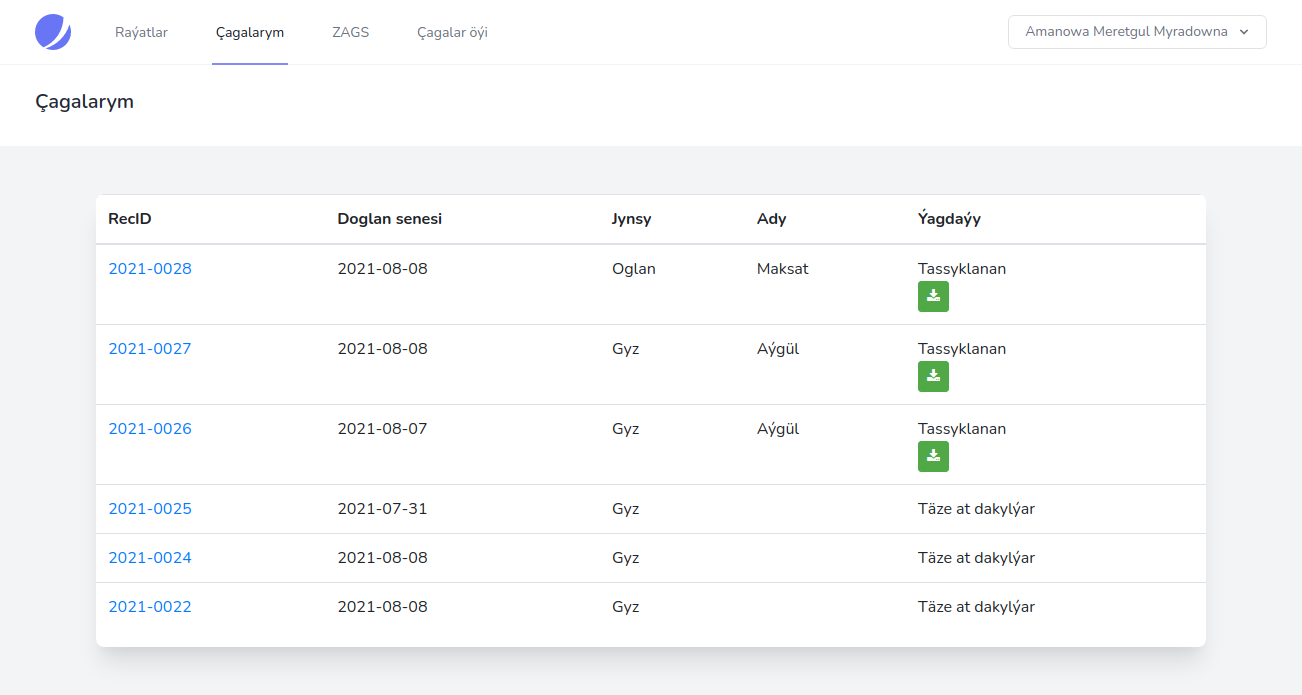 Raýatlar Çagalarym ZAGS Çagalar öýi Amanowa Meretgul Myradowna
Çagalarym
RecID Doglan senesi Jynsy Ady Ýagdaýy
2021-0028 2021-08-08 Oglan Maksat Tassyklanan
2021-0027 2021-08-08 Gyz Aýgül Tassyklanan
2021-0026 2021-08-07 Gyz Aýgül Tassyklanan
2021-0025 2021-07-31 Gyz Täze at dakylýar
2021-0024 2021-08-08 Gyz Täze at dakylýar
2021-0022 2021-08-08 Gyz Täze at dakylýar